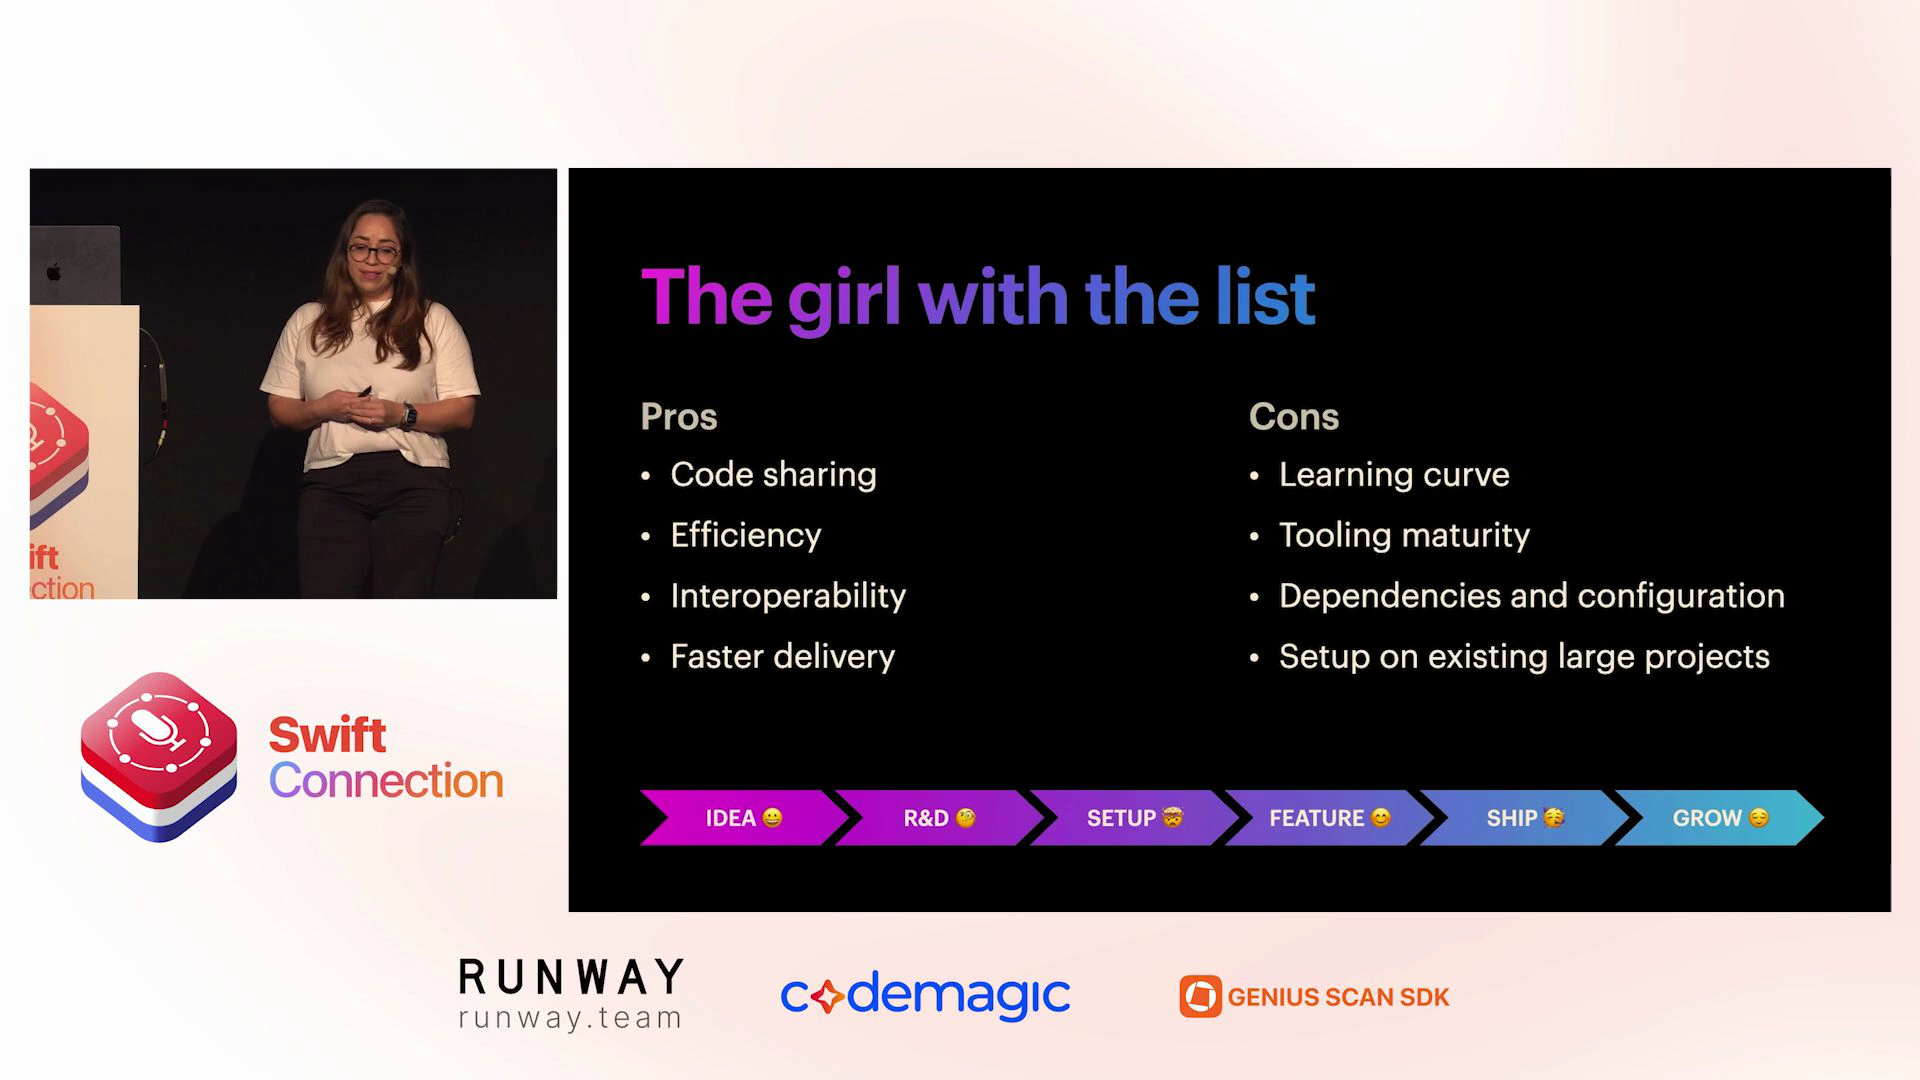 The girl with the list
Pros
• Code sharing
• Efficiency
• Interoperability
• Faster delivery
Cons
• Learning curve
• Tooling maturity
• Dependencies and configuration
• Setup on existing large projects
IDEA 😀
R&D 🧐
SETUP 🤯
FEATURE 😊
SHIP 🥳
GROW 😌
ift
ction
Swift
Connection
RUNWAY
runway.team
codemagic
GENIUS SCAN SDK